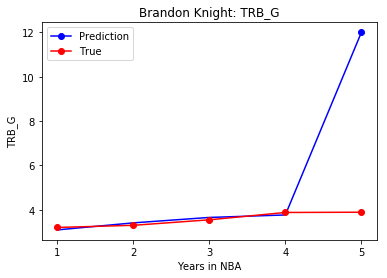 Brandon Knight: TRB_G
Prediction
True
12
10
8
6
4
TRB_G
1 2 3 4 5
Years in NBA